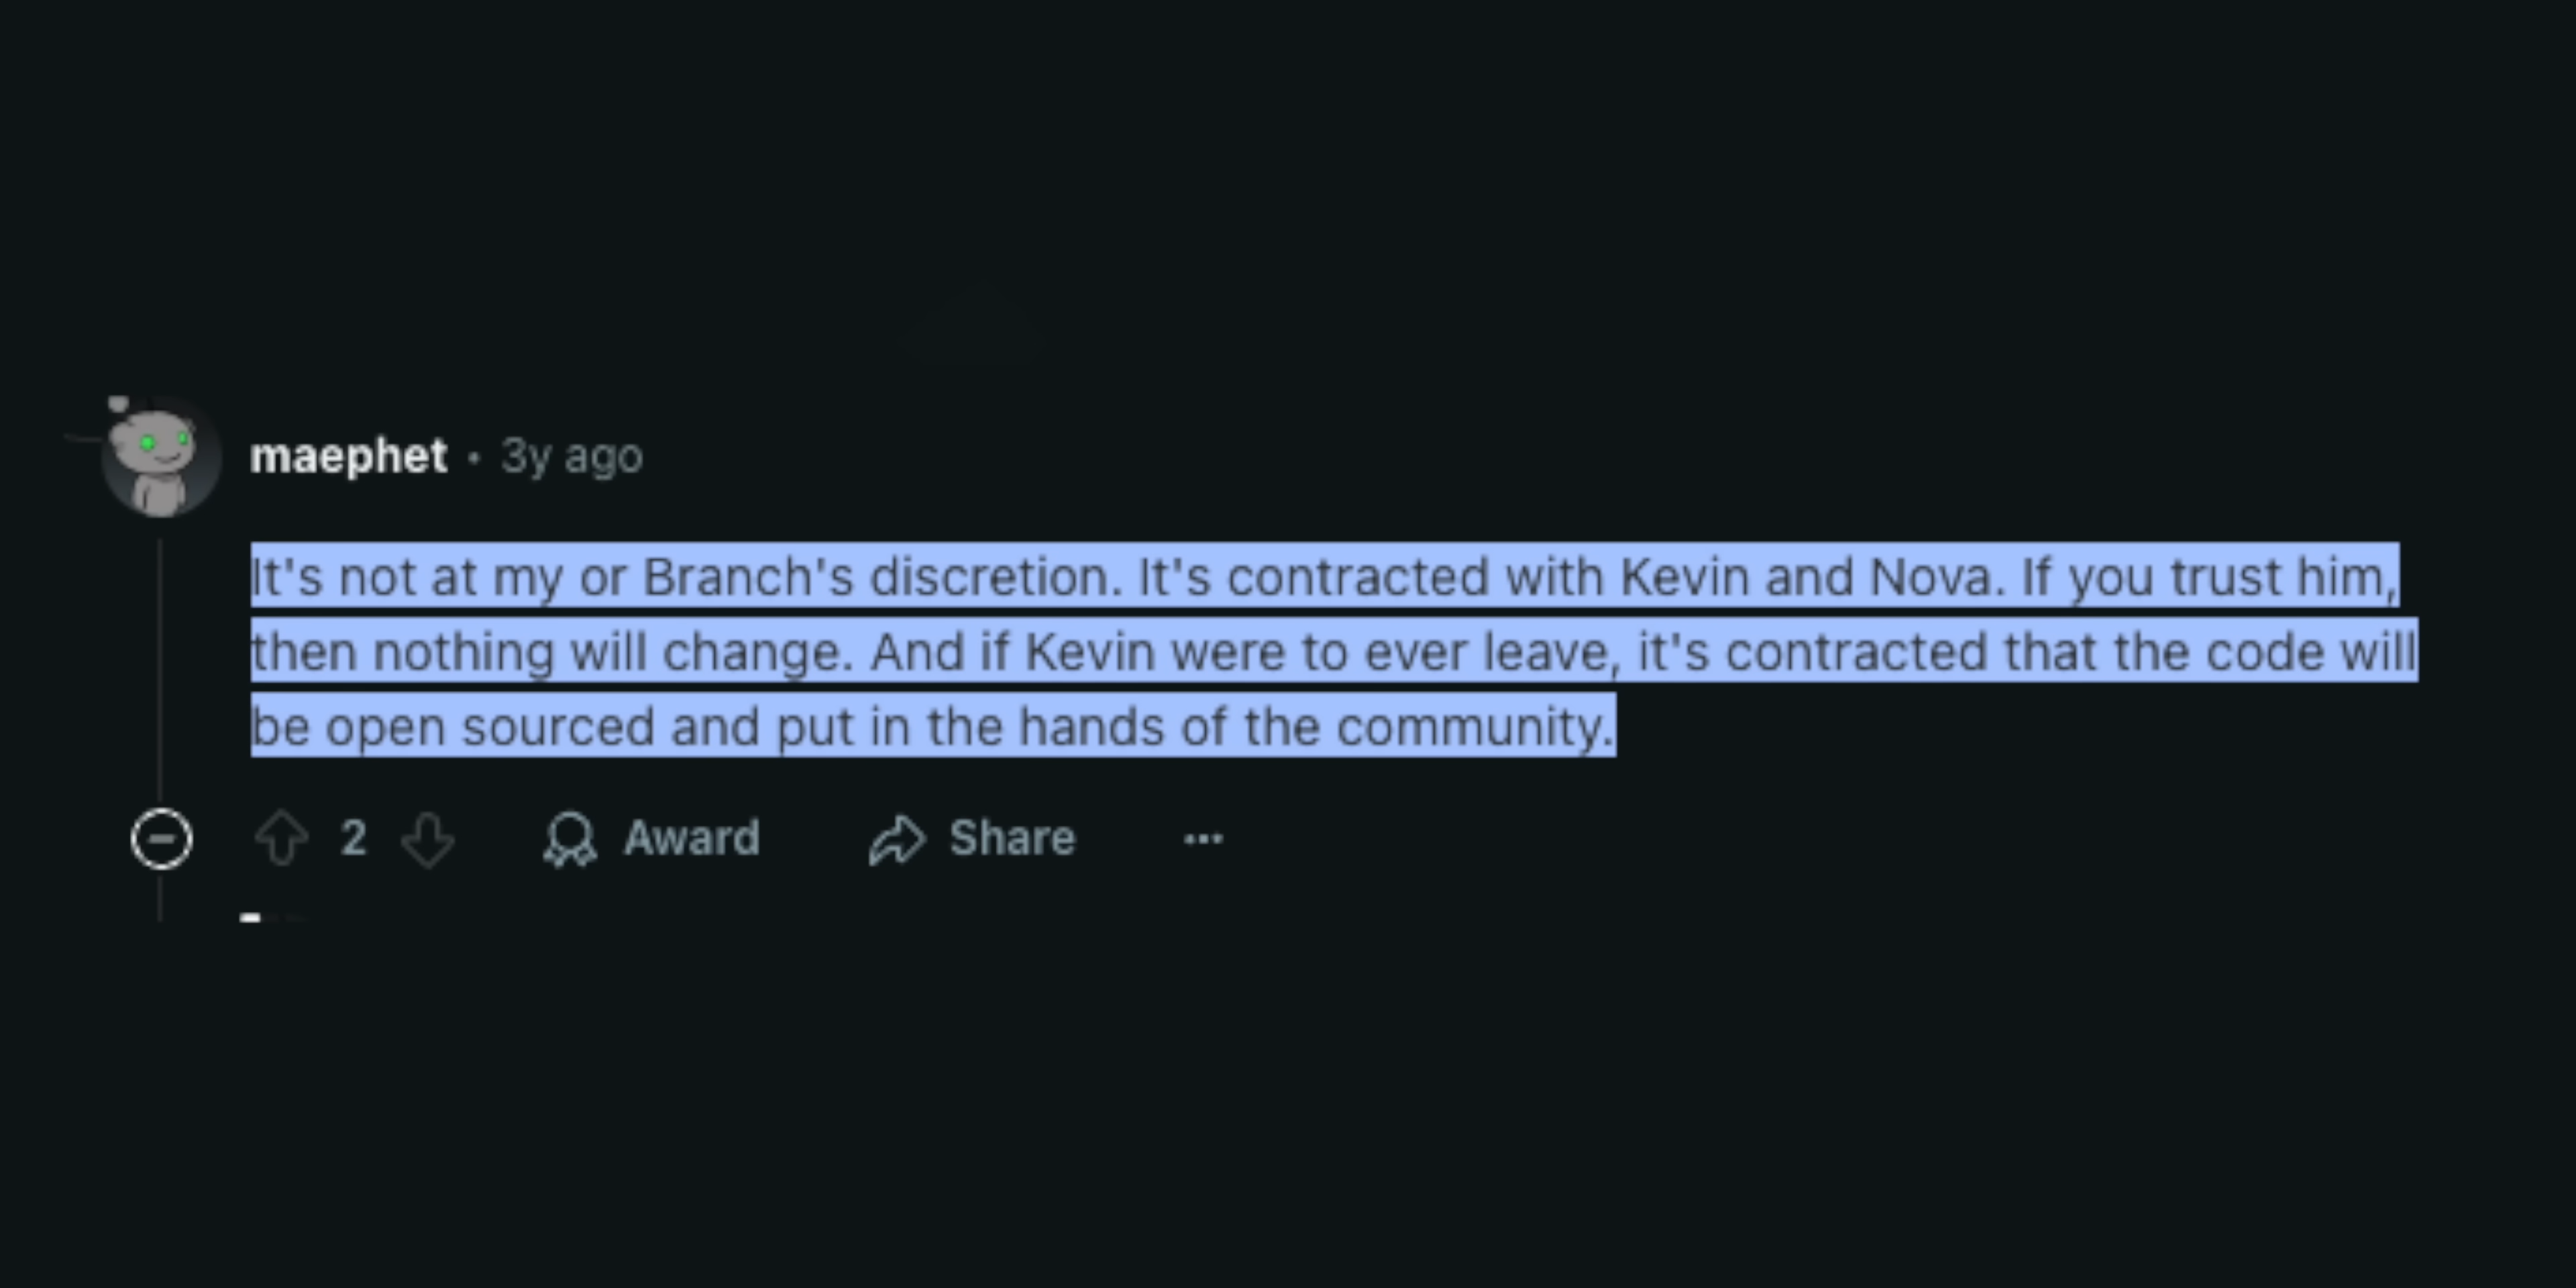 maephet • 3y ago
It's not at my or Branch's discretion. It's contracted with Kevin and Nova. If you trust him,
then nothing will change. And if Kevin were to ever leave, it's contracted that the code will
be open sourced and put in the hands of the community.
2 Award Share ...